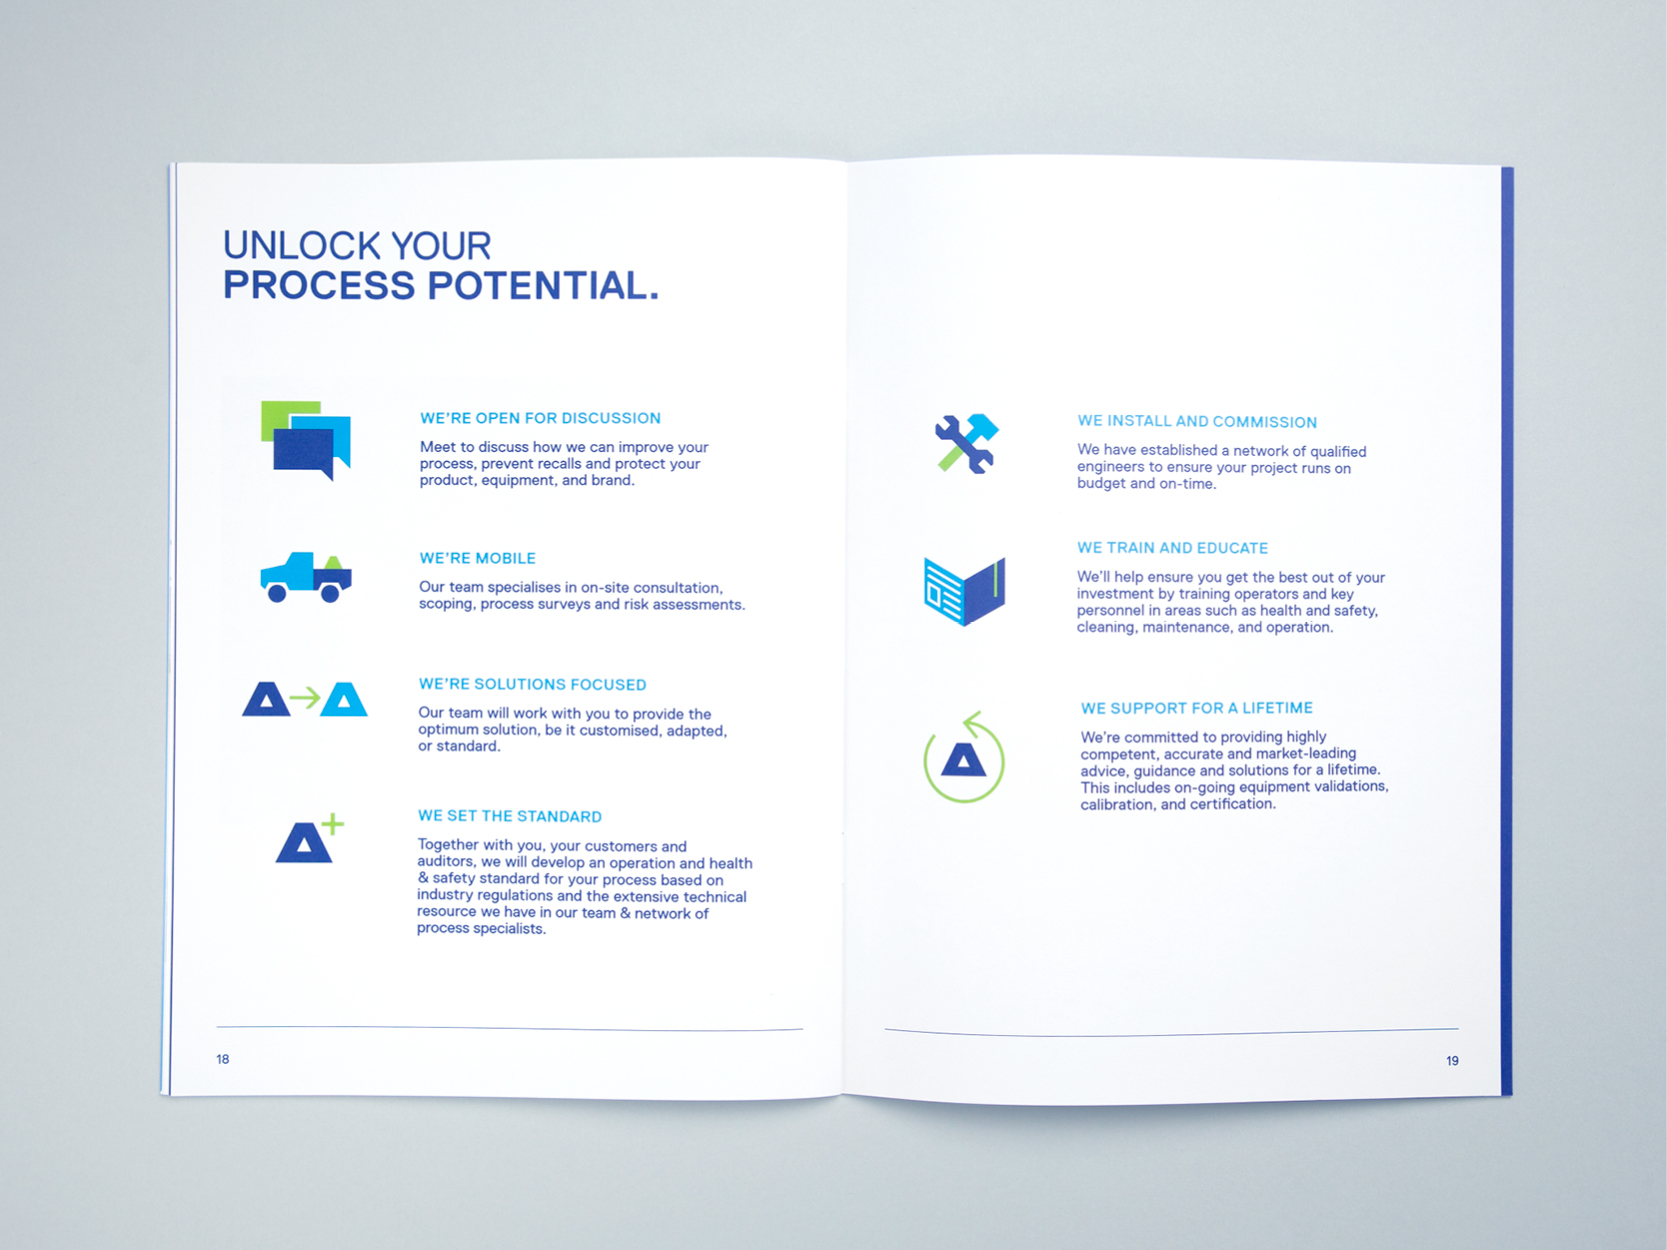 UNLOCK YOUR
PROCESS POTENTIAL.
WE'RE OPEN FOR DISCUSSION
Meet to discuss how we can improve your
process, prevent recalls and protect your
product, equipment, and brand.
WE'RE MOBILE
Our team specialises in on-site consultation,
scoping, process surveys and risk assessments.
WE'RE SOLUTIONS FOCUSED
Our team will work with you to provide the
optimum solution, be it customised, adapted,
or standard.
WE SET THE STANDARD
Together with you, your customers and
auditors, we will develop an operation and health
& safety standard for your process based on
industry regulations and the extensive technical
resource we have in our team & network of
process specialists.
18
WE INSTALL AND COMMISSION
We have established a network of qualified
engineers to ensure your project runs on
budget and on-time.
WE TRAIN AND EDUCATE
We'll help ensure you get the best out of your
investment by training operators and key
personnel in areas such as health and safety,
cleaning, maintenance, and operation.
WE SUPPORT FOR A LIFETIME
We're committed to providing highly
competent, accurate and market-leading
advice, guidance and solutions for a lifetime.
This includes on-going equipment validations,
calibration, and certification.
19